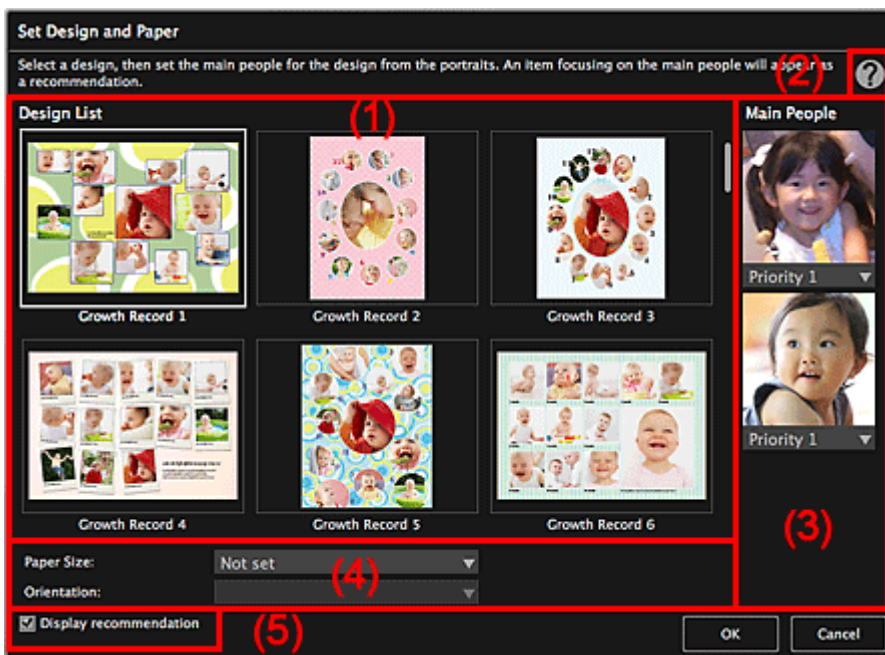 Set Design and Paper
Select a design, then set the main people for the design from the portraits. An item focusing on the main people will appear as
a recommendation.
(2)
?
Design List
(1)
Main People
Growth Record 1
Growth Record 2
Growth Record 3
Priority 1
Growth Record 4
Growth Record 5
Growth Record 6
Priority 1
(3)
Paper Size:
Not set
(4)
Orientation:
Display recommendation
(5)
OK
Cancel